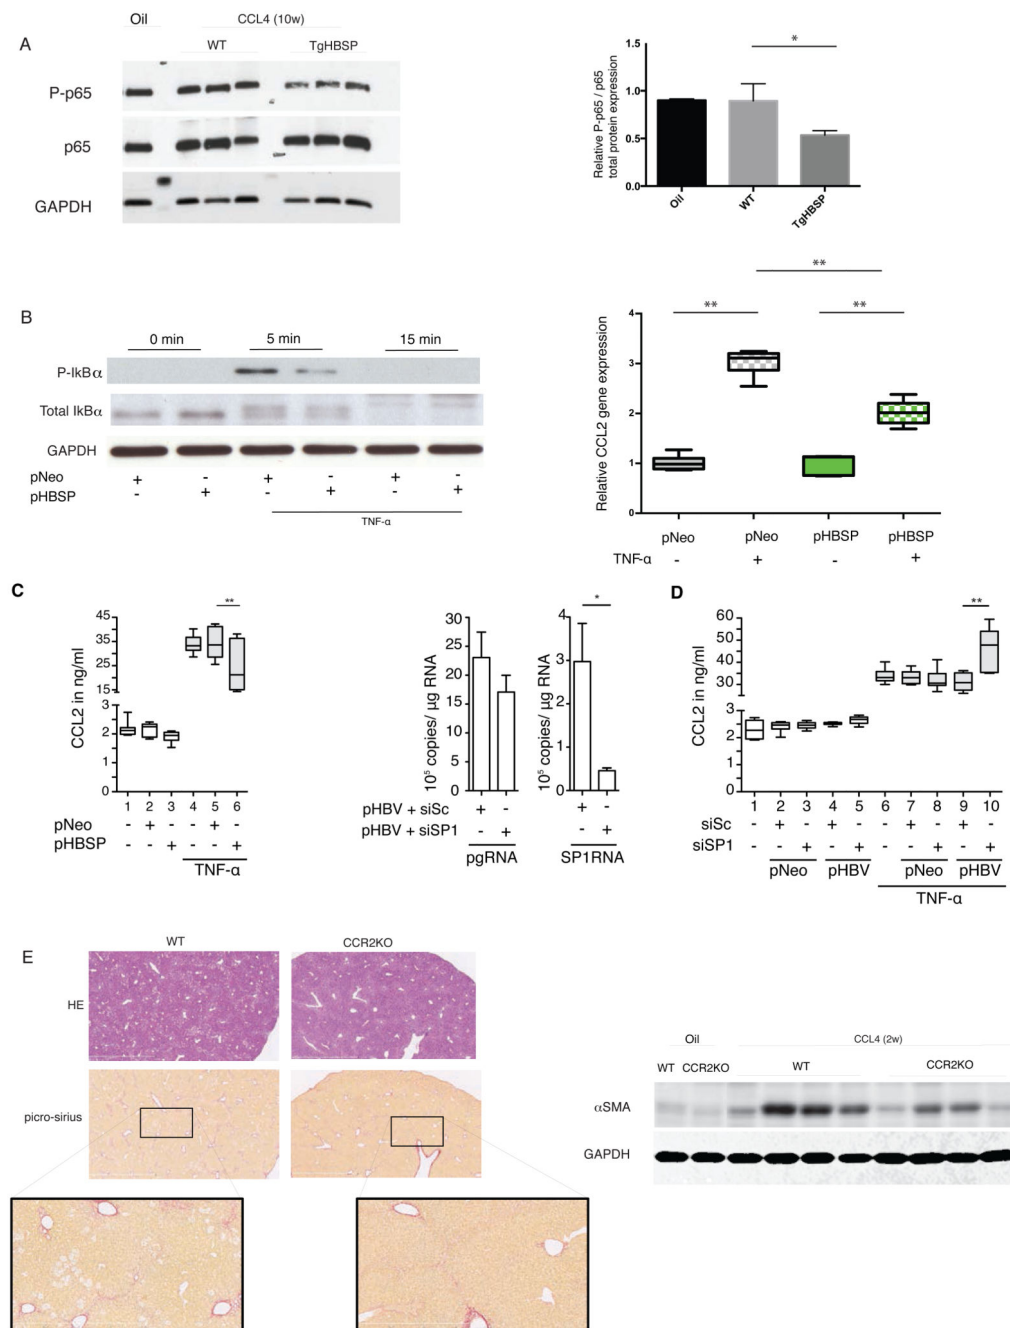 A
Oil
CCL4 (10w)
WT
TgHBSP
P-p65
p65
GAPDH
Relative P-p65 / p65
total protein expression
1.5
1.0
0.5
0.0
*
Oil
WT
TgHBSP
B
0 min
5 min
15 min
P-IkBα
Total IkBα
GAPDH
pNeo + - + - + -
pHBSP - + - + - +
TNF-α
Relative CCL2 gene expression
4
3
2
1
0
**
** **
pNeo pNeo pHBSP pHBSP
TNF-α - + - +
C
CCL2 in ng/ml
45
35
25
15
3
2
1
0
**
1 2 3 4 5 6
pNeo - + - - + -
pHBSP - - + - - +
TNF-α
10⁵ copies/ µg RNA
30
25
20
15
10
5
0
10⁵ copies/ µg RNA
4
3
2
1
0
*
pHBV + siSc + - + -
pHBV + siSP1 - + - +
pgRNA SP1RNA
D
CCL2 in ng/ml
60
50
40
30
3
2
1
0
**
1 2 3 4 5 6 7 8 9 10
siSc - + - + - - + - + -
siSP1 - - + - + - - + - +
pNeo pHBV pNeo pHBV
TNF-α
E
WT
CCR2KO
HE
picro-sirius
Oil
CCL4 (2w)
WT CCR2KO WT CCR2KO
αSMA
GAPDH